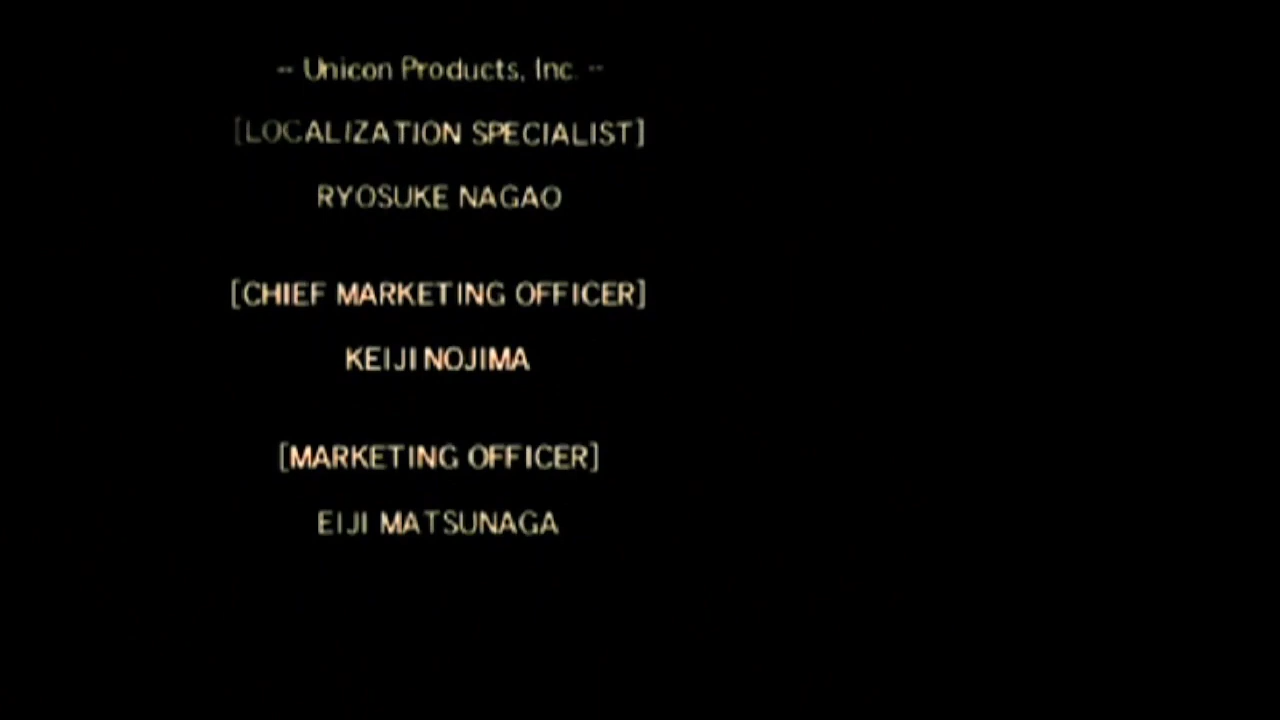 -- Unicon Products, Inc. --
[LOCALIZATION SPECIALIST]
RYOSUKE NAGAO
[CHIEF MARKETING OFFICER]
KEIJI NOJIMA
[MARKETING OFFICER]
EIJI MATSUNAGA